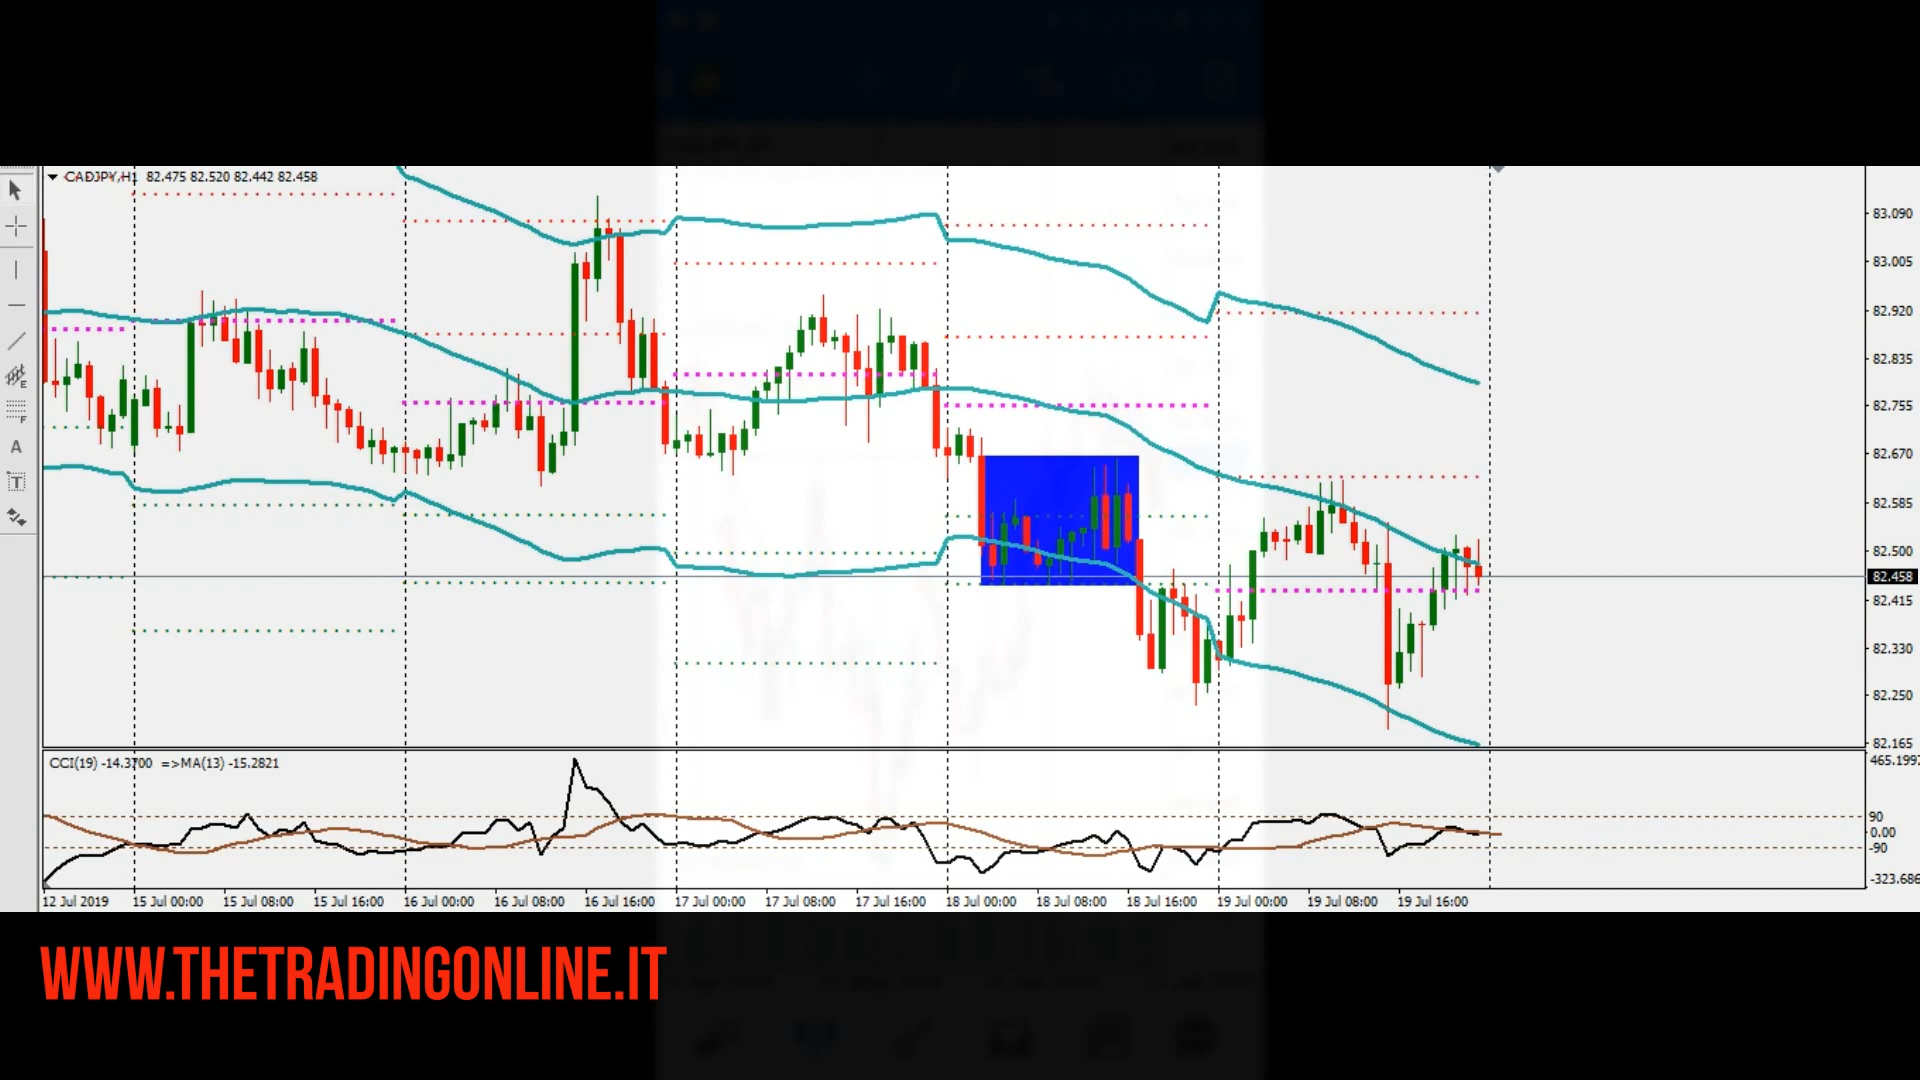 CADJPY,H1 82.475 82.520 82.442 82.458
83.090
83.005
82.920
82.835
82.755
82.670
82.585
82.500
82.458
82.415
82.330
82.250
82.165
E
F
A
T
CCI(19) -14.3700 =>MA(13) -15.2821
465.1997
90
0.00
-90
-323.686
12 Jul 2019 15 Jul 00:00 15 Jul 08:00 15 Jul 16:00 16 Jul 00:00 16 Jul 08:00 16 Jul 16:00 17 Jul 00:00 17 Jul 08:00 17 Jul 16:00 18 Jul 00:00 18 Jul 08:00 18 Jul 16:00 19 Jul 00:00 19 Jul 08:00 19 Jul 16:00
WWW.THETRADINGONLINE.IT